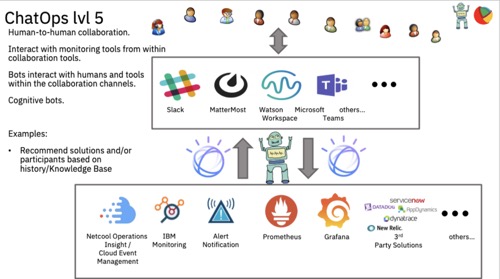 ChatOps lvl 5
Human-to-human collaboration.
Interact with monitoring tools from within
collaboration tools.
Bots interact with humans and tools
within the collaboration channels.
Cognitive bots.
Examples:
• Recommend solutions and/or
participants based on
history/Knowledge Base
Slack
MatterMost
Watson
Workspace
Microsoft
Teams
others...
Netcool Operations
Insight /
Cloud Event
Management
IBM
Monitoring
Alert
Notification
Prometheus
Grafana
servicenow
DATADOG
AppDynamics
dynatrace
New Relic.
3rd
Party Solutions
others...